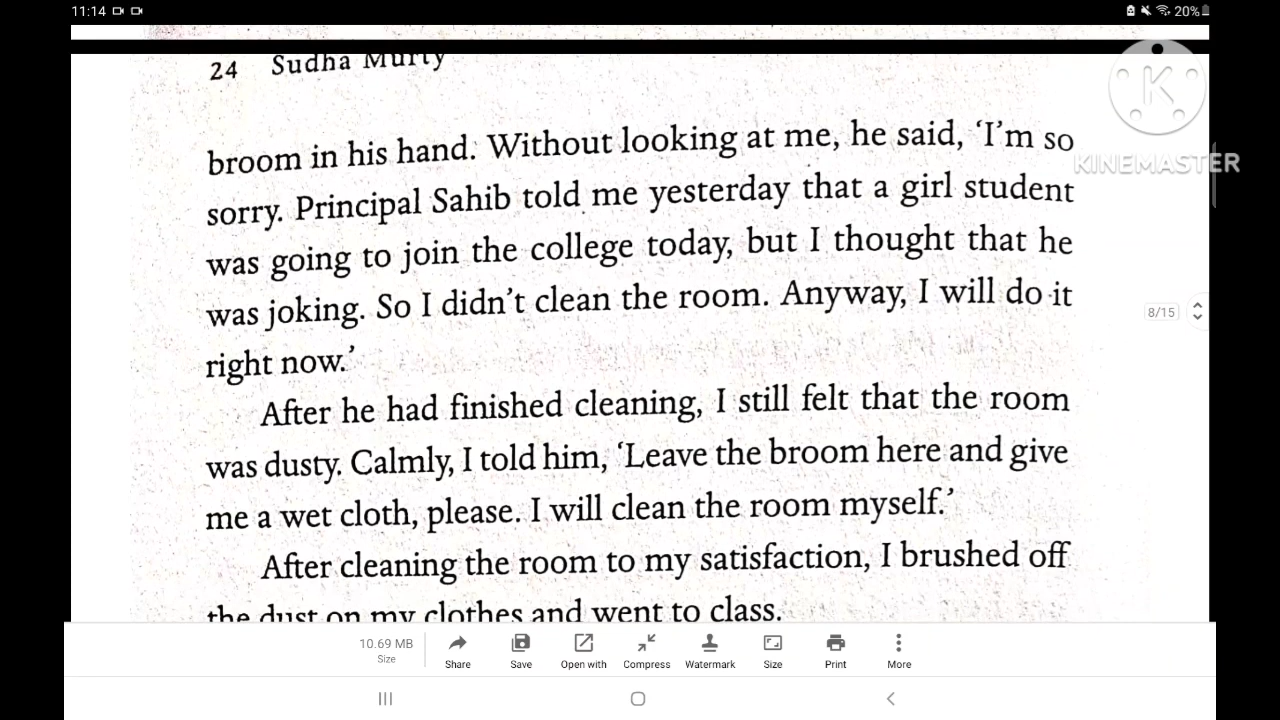 11:14
20%
24 Sudha Murty
broom in his hand. Without looking at me, he said, ‘I’m so
KINEMASTER
sorry. Principal Sahib told me yesterday that a girl student
was going to join the college today, but I thought that he
was joking. So I didn’t clean the room. Anyway, I will do it
8/15
right now.’
After he had finished cleaning, I still felt that the room
was dusty. Calmly, I told him, ‘Leave the broom here and give
me a wet cloth, please. I will clean the room myself.’
After cleaning the room to my satisfaction, I brushed off
the dust on my clothes and went to class.
10.69 MB
Size
Share
Save
Open with
Compress
Watermark
Size
Print
More